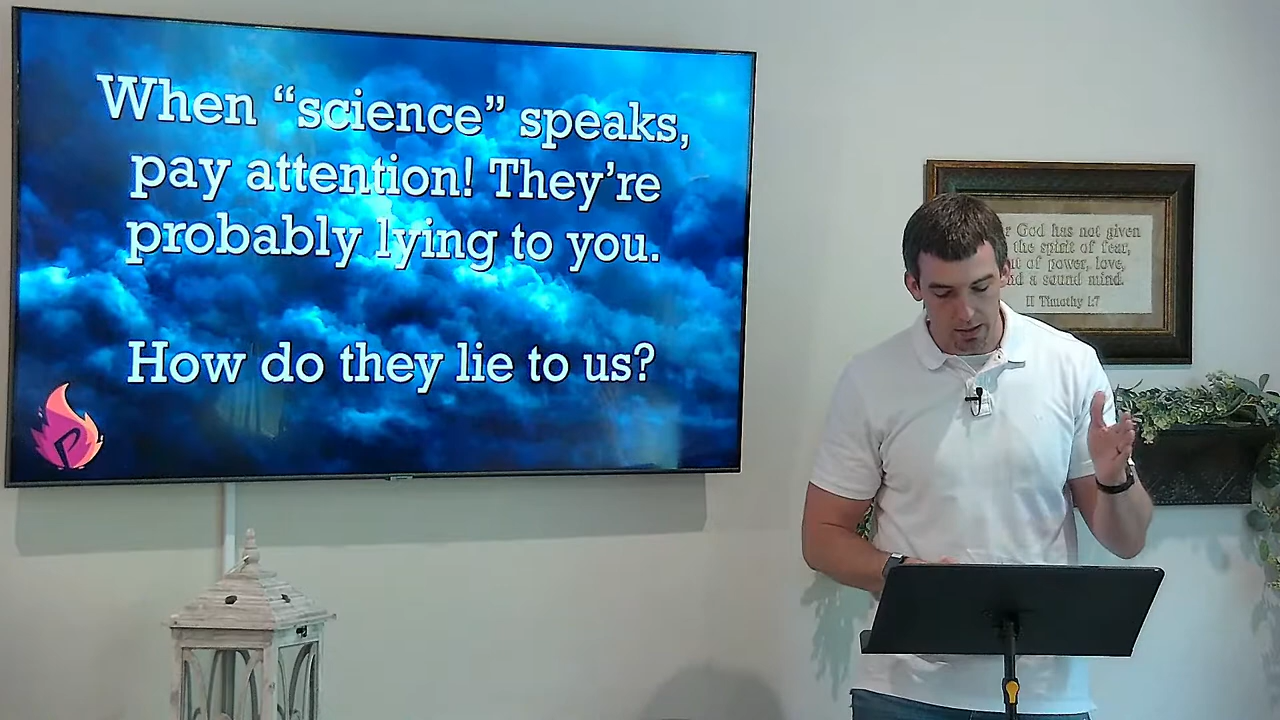 When “science” speaks,
pay attention! They’re
probably lying to you.
How do they lie to us?
P
God has not given
the spirit of fear,
of power, love,
a sound mind.
II Timothy 1:7